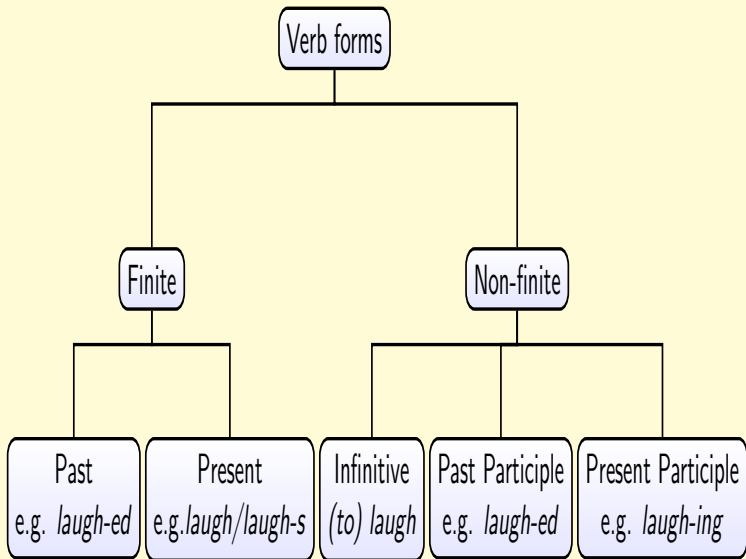 Verb forms
Finite
Non-finite
Past
e.g. laugh-ed
Present
e.g.laugh/laugh-s
Infinitive
(to) laugh
Past Participle
e.g. laugh-ed
Present Participle
e.g. laugh-ing